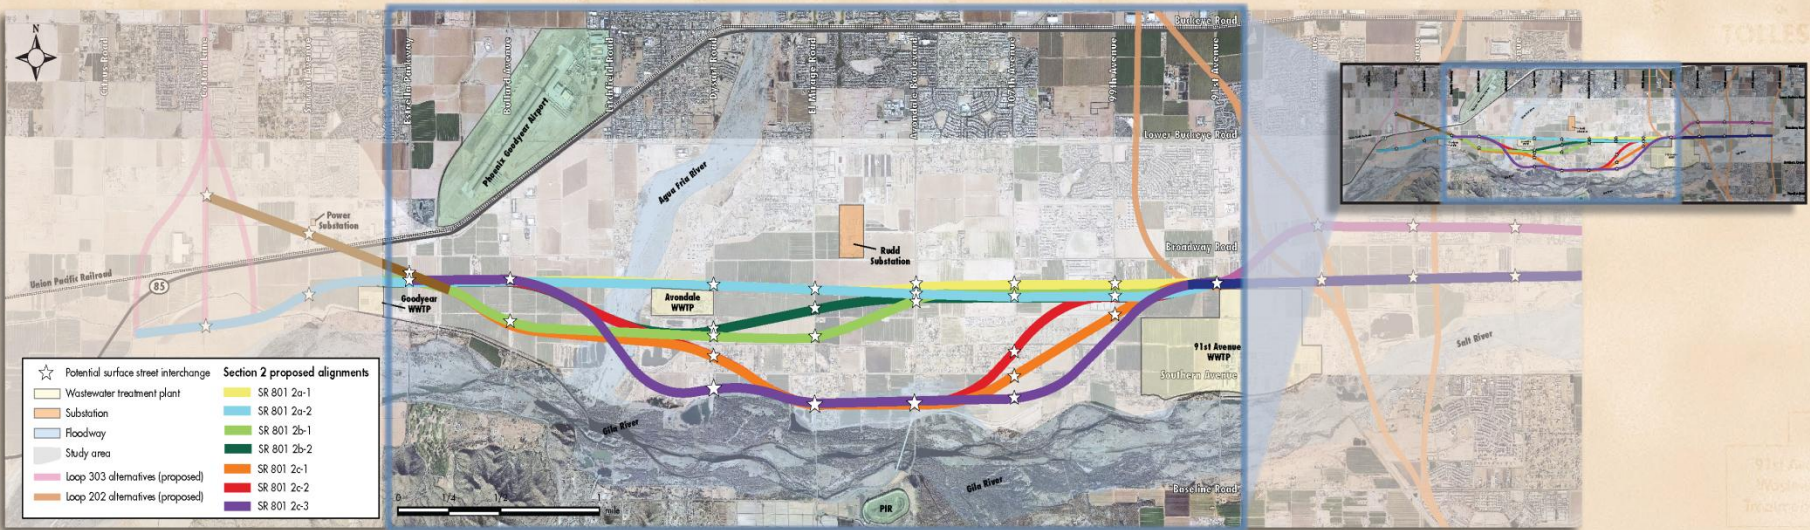 N
Estrella Parkway
Bullard Avenue
Litchfield Road
Dysart Road
El Mirage Road
Avondale Boulevard
107th Avenue
99th Avenue
91st Avenue
Buckeye Road
Lower Buckeye Road
Phoenix Goodyear Airport
Agua Fria River
Power
Substation
Rudd
Substation
Broadway Road
Union Pacific Railroad
85
Goodyear
WWTP
Avondale
WWTP
91st Avenue
WWTP
Southern Avenue
Salt River
Gila River
Gila River
Baseline Road
PIR
0 1/4 1/2 1
mile
Potential surface street interchange
Wastewater treatment plant
Substation
Floodway
Study area
Loop 303 alternatives (proposed)
Loop 202 alternatives (proposed)
Section 2 proposed alignments
SR 801 2a-1
SR 801 2a-2
SR 801 2b-1
SR 801 2b-2
SR 801 2c-1
SR 801 2c-2
SR 801 2c-3